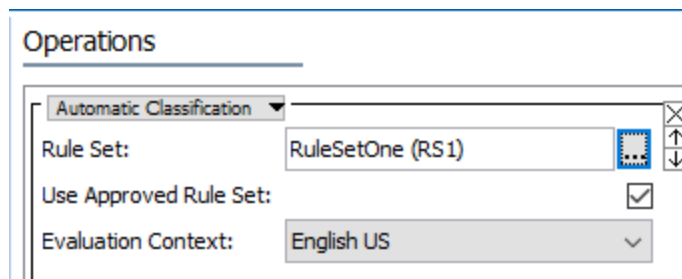 Operations
Automatic Classification
Rule Set: RuleSetOne (RS1) ...
Use Approved Rule Set:
Evaluation Context: English US